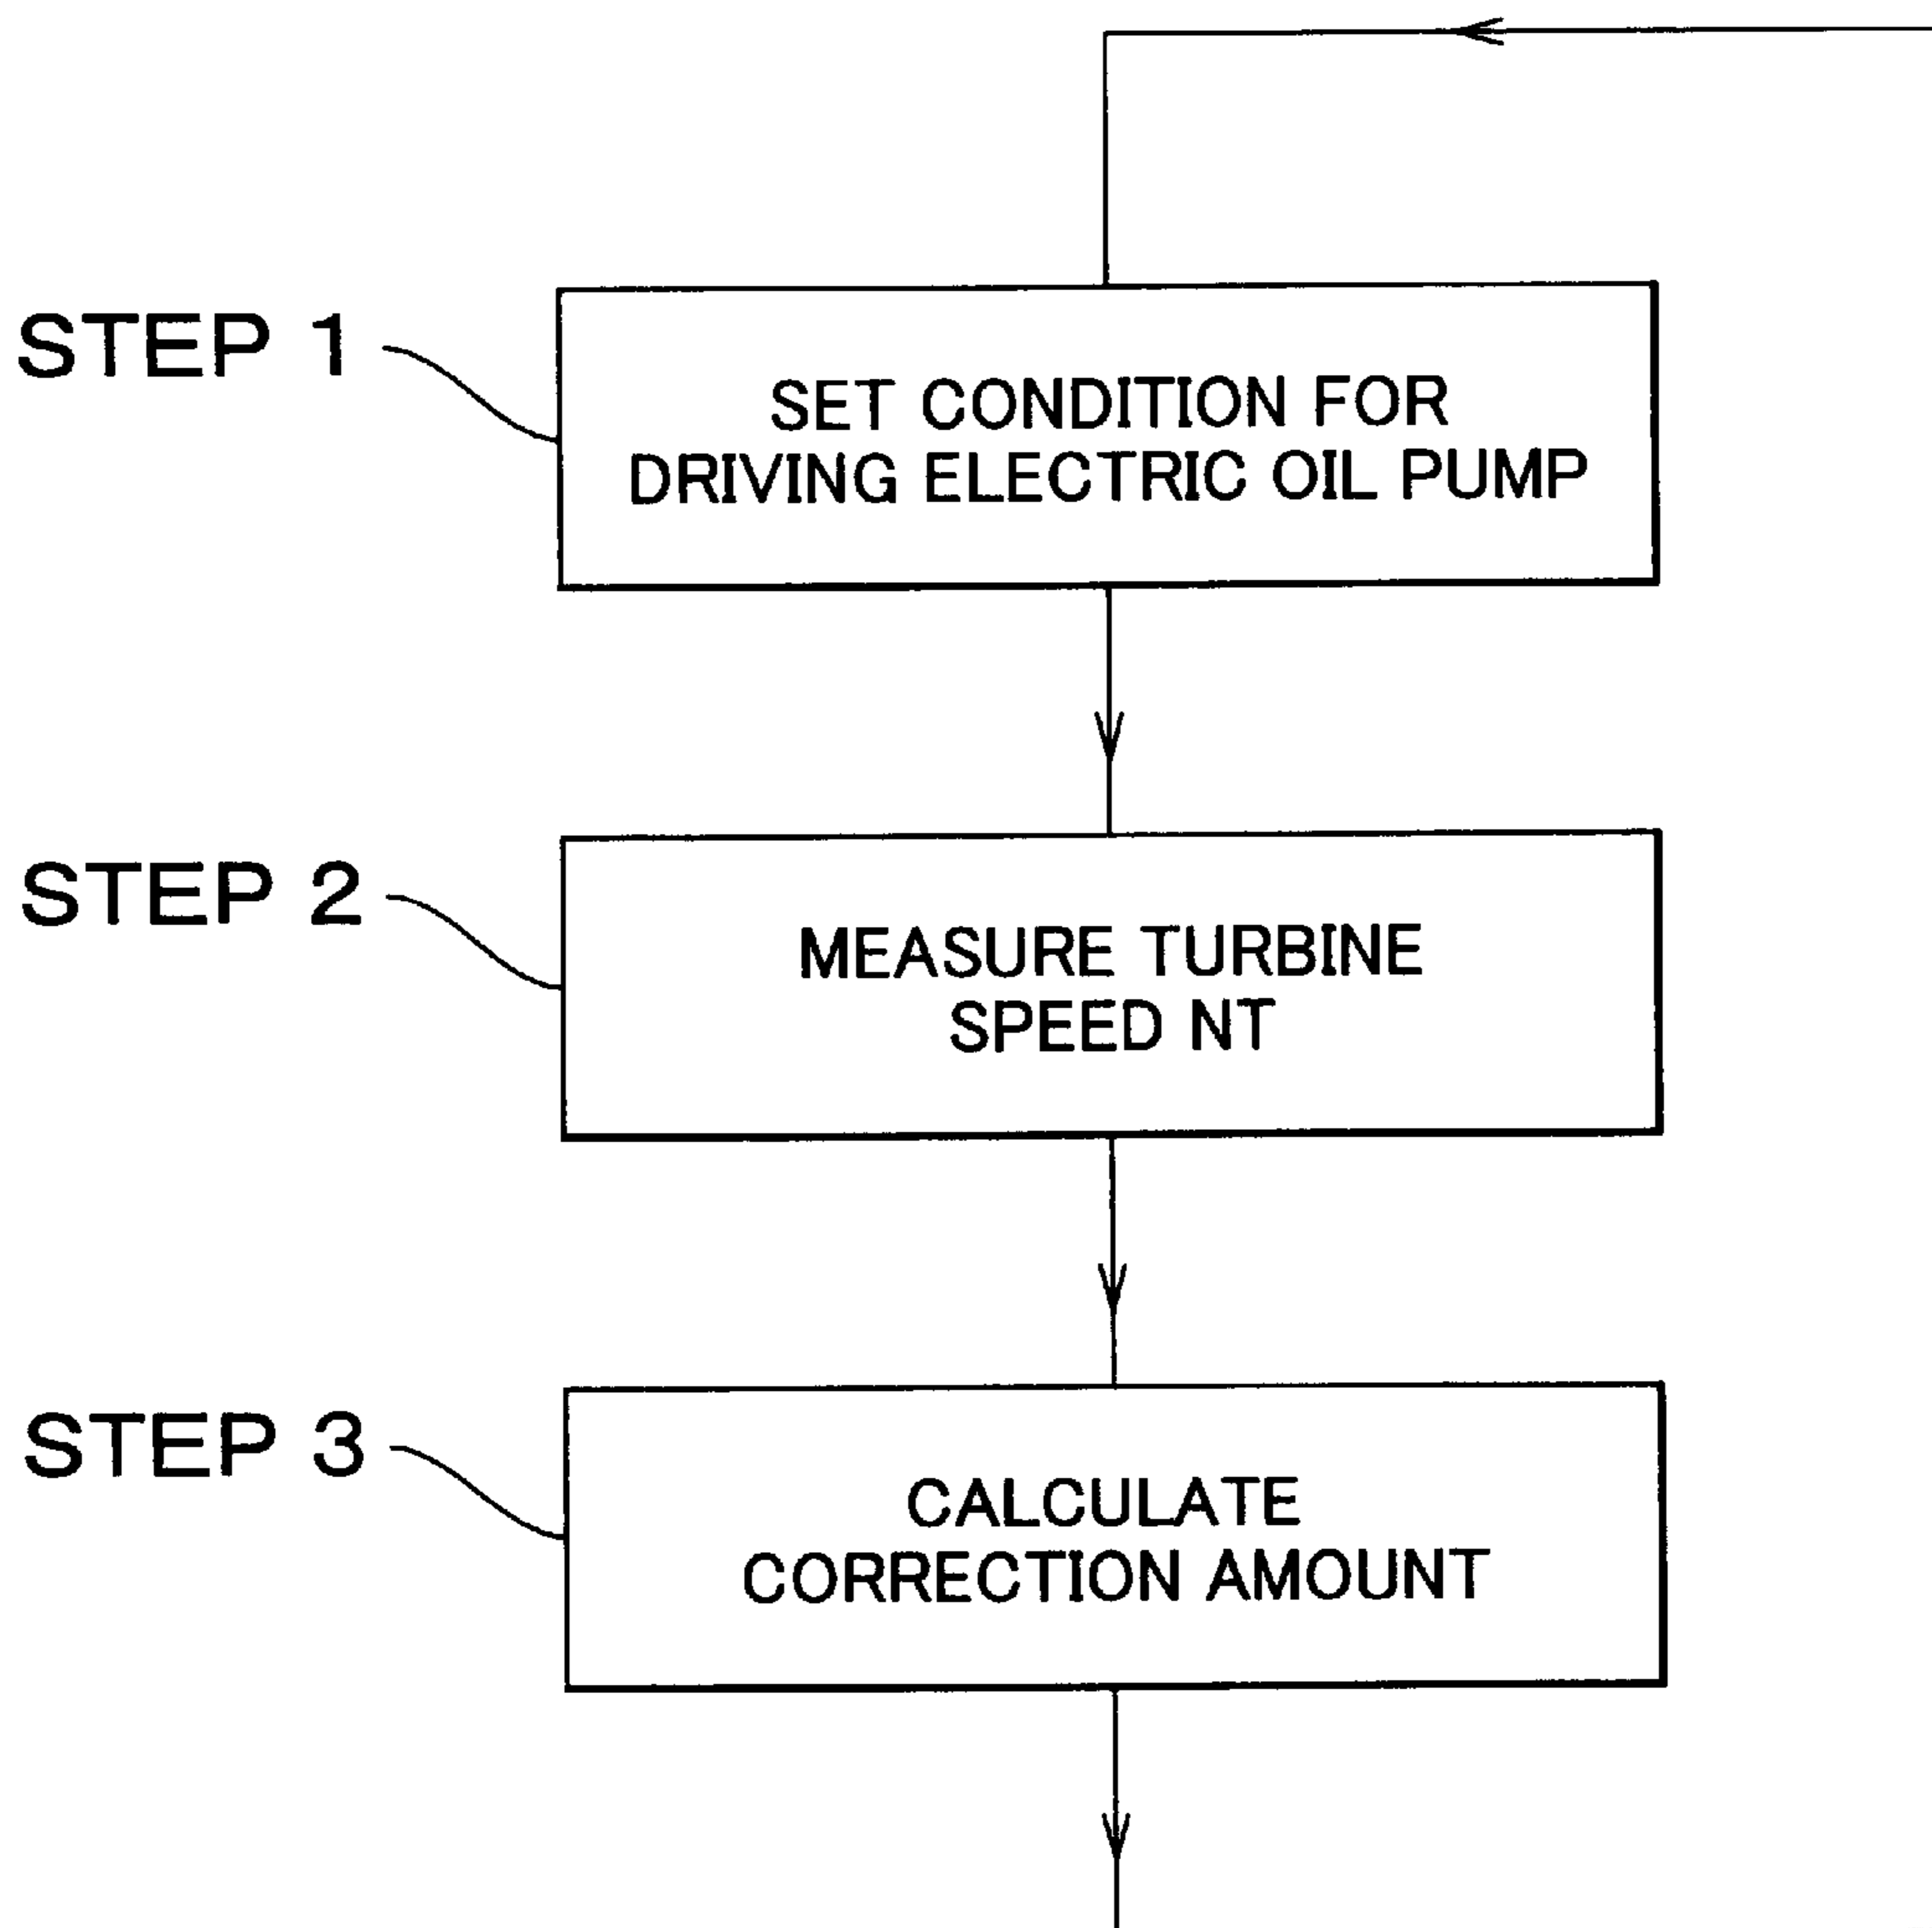 STEP 1
SET CONDITION FOR
DRIVING ELECTRIC OIL PUMP
STEP 2
MEASURE TURBINE
SPEED NT
STEP 3
CALCULATE
CORRECTION AMOUNT